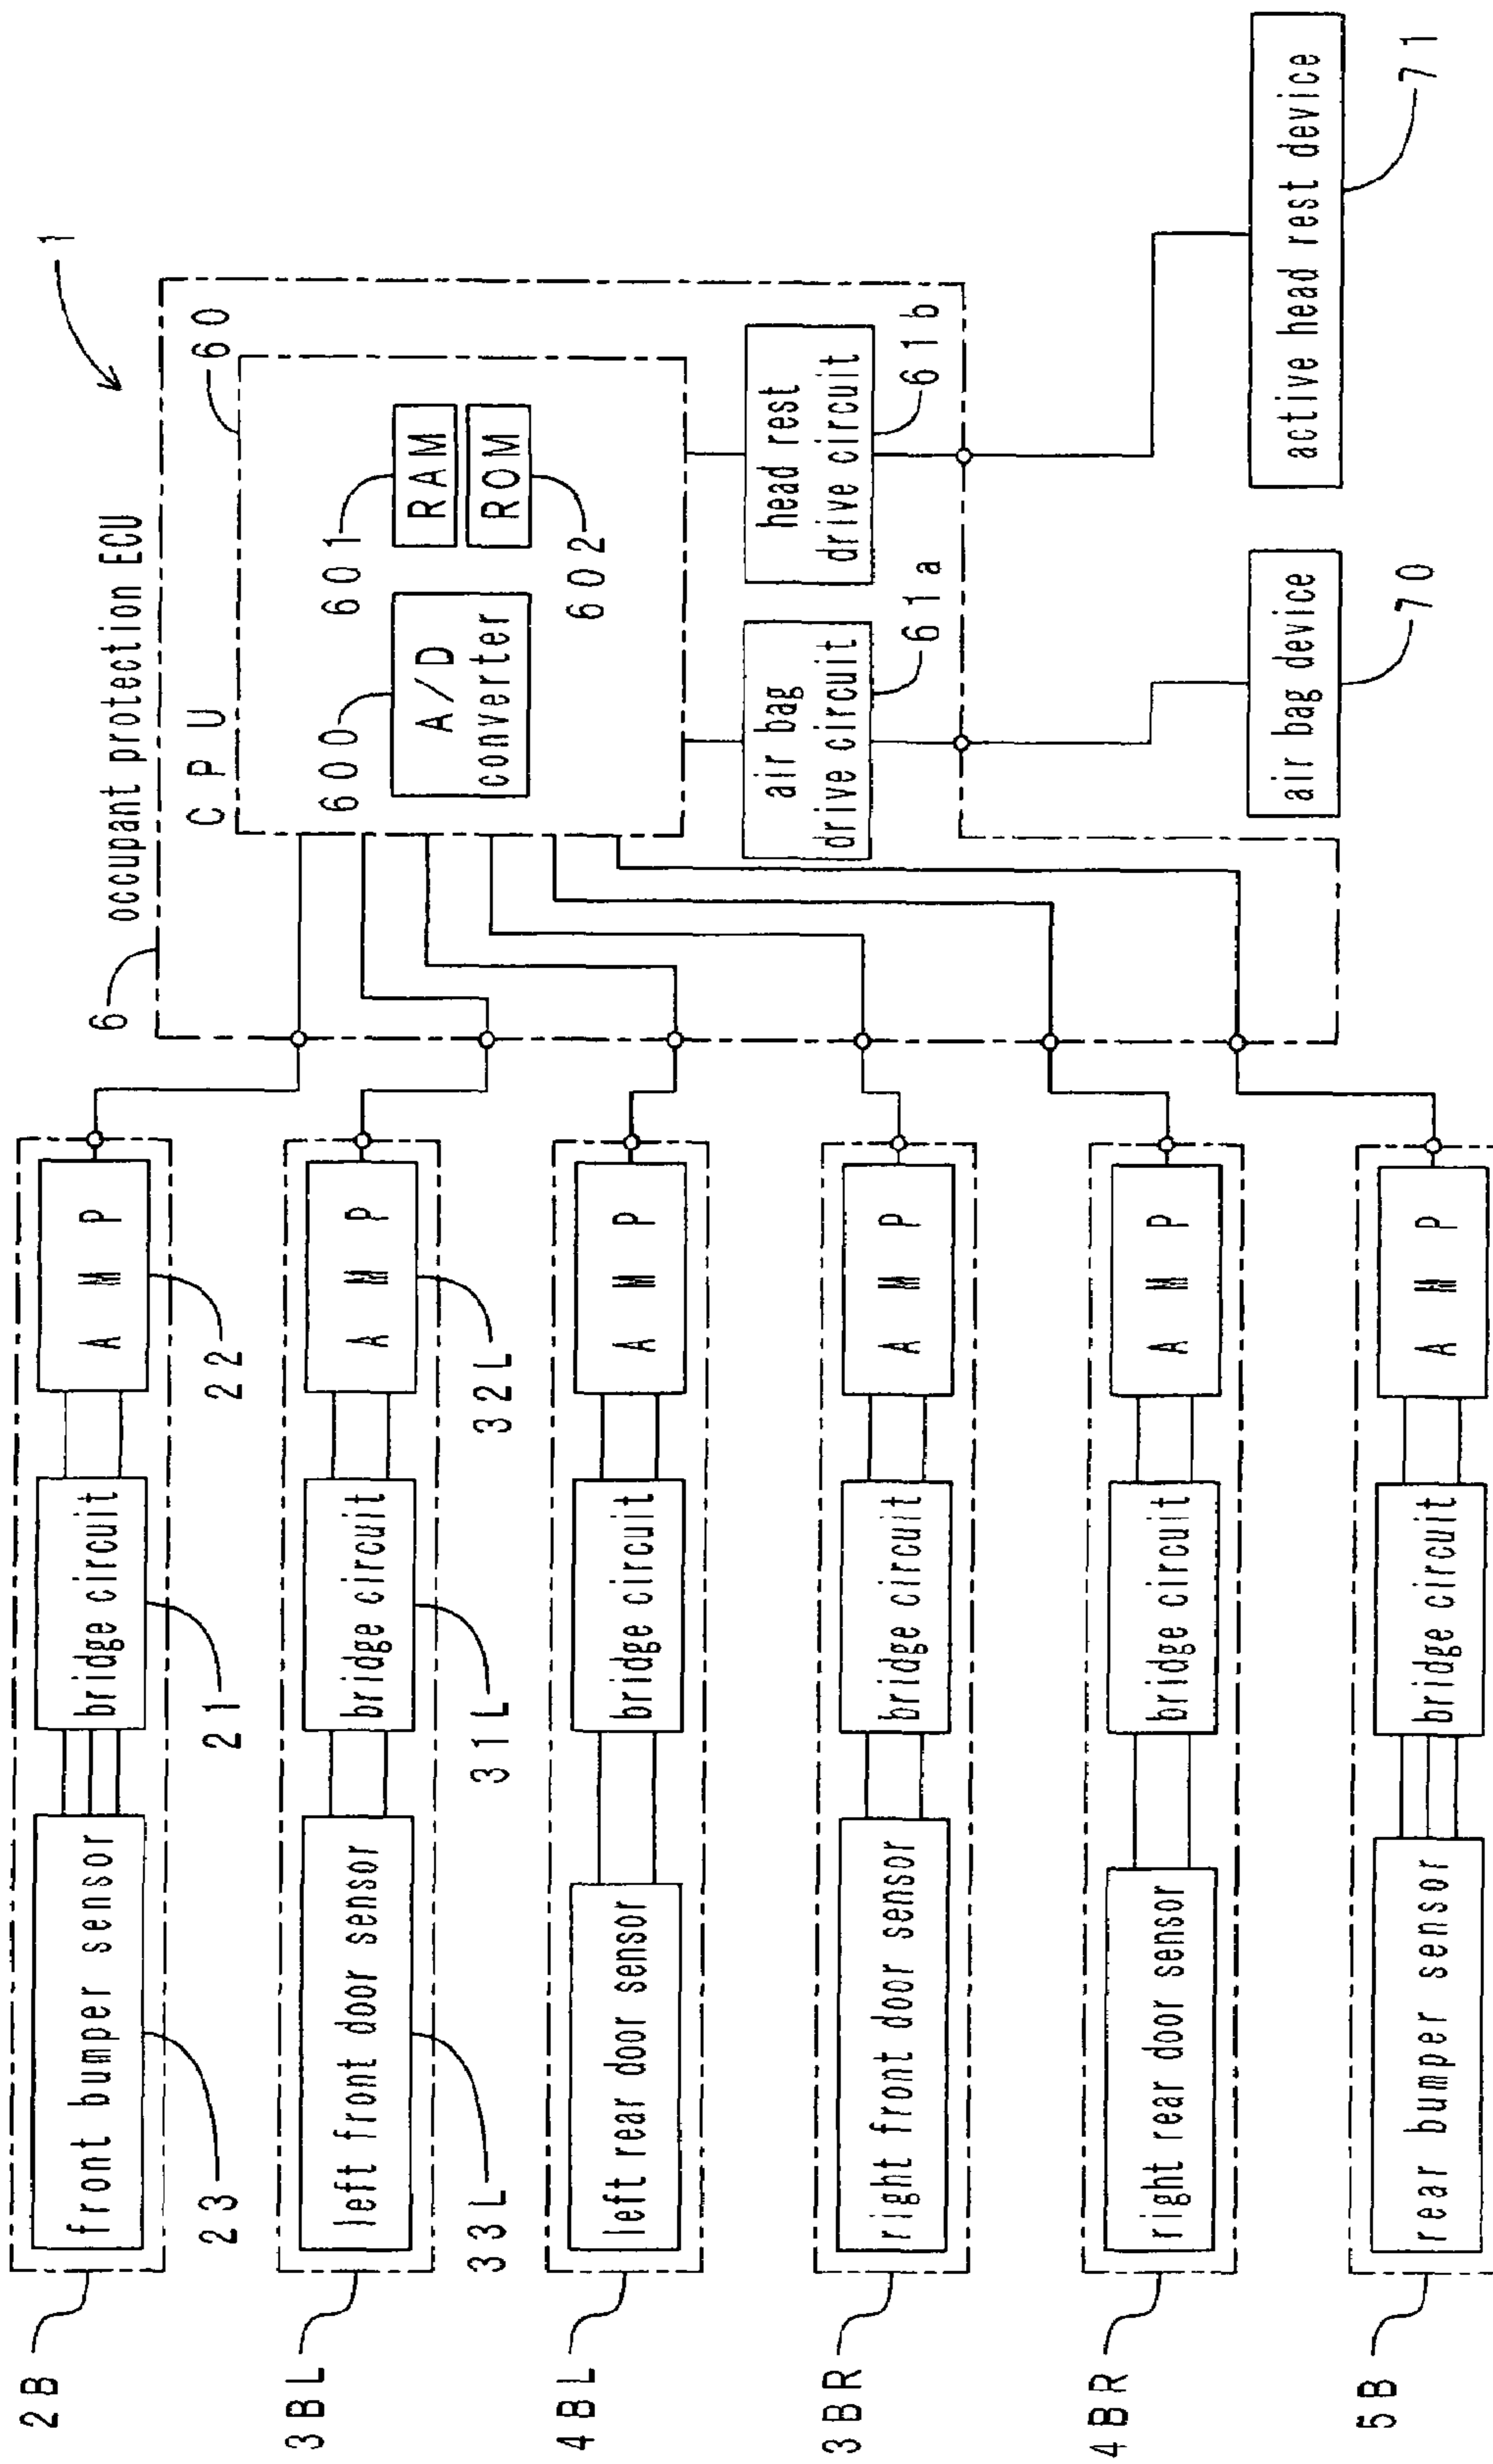 1
6
occupant protection ECU
CPU
60
600
A/D
converter
601
RAM
ROM
602
air bag
drive circuit
61a
head rest
drive circuit
61b
air bag device
70
active head rest device
71
2B
front bumper sensor
23
bridge circuit
21
AMP
22
3BL
left front door sensor
33L
bridge circuit
31L
AMP
32L
4BL
left rear door sensor
bridge circuit
AMP
3BR
right front door sensor
bridge circuit
AMP
4BR
right rear door sensor
bridge circuit
AMP
5B
rear bumper sensor
bridge circuit
AMP